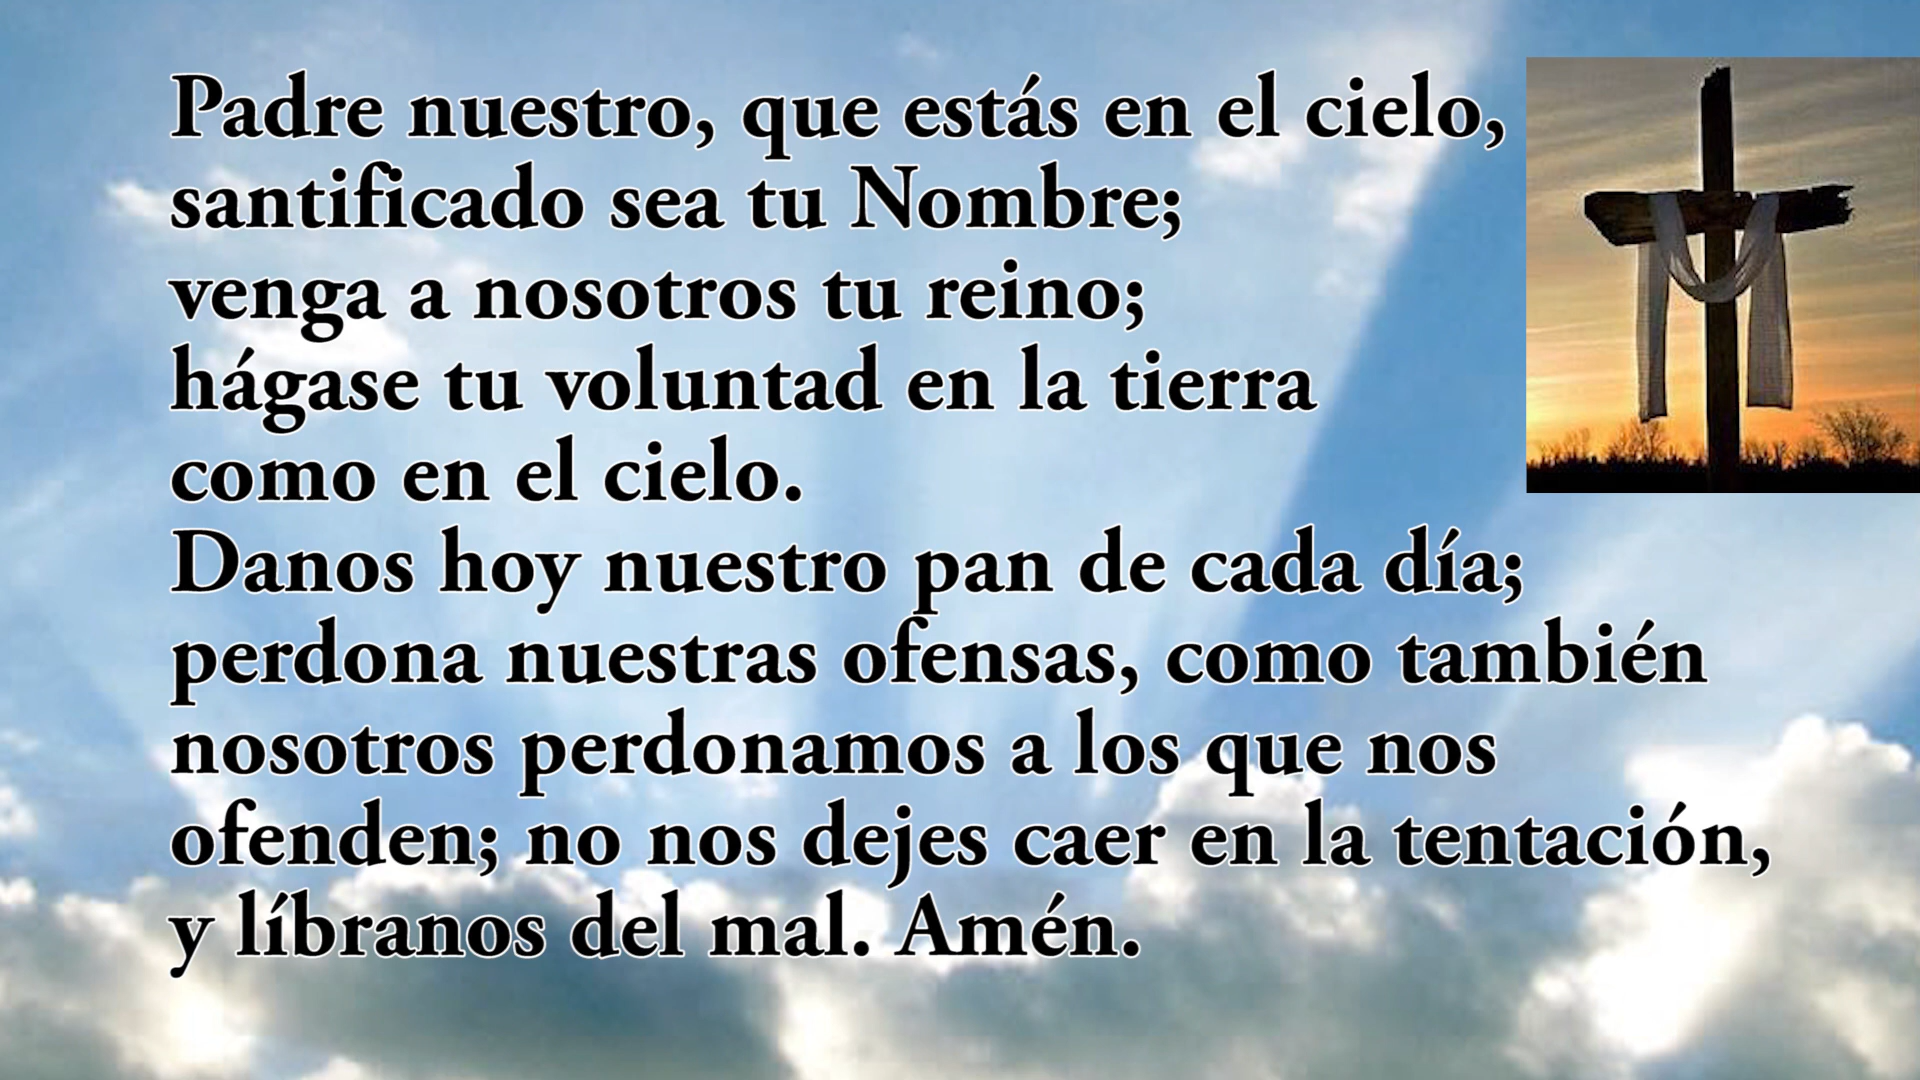 Padre nuestro, que estás en el cielo,
santificado sea tu Nombre;
venga a nosotros tu reino;
hágase tu voluntad en la tierra
como en el cielo.
Danos hoy nuestro pan de cada día;
perdona nuestras ofensas, como también
nosotros perdonamos a los que nos
ofenden; no nos dejes caer en la tentación,
y líbranos del mal. Amén.